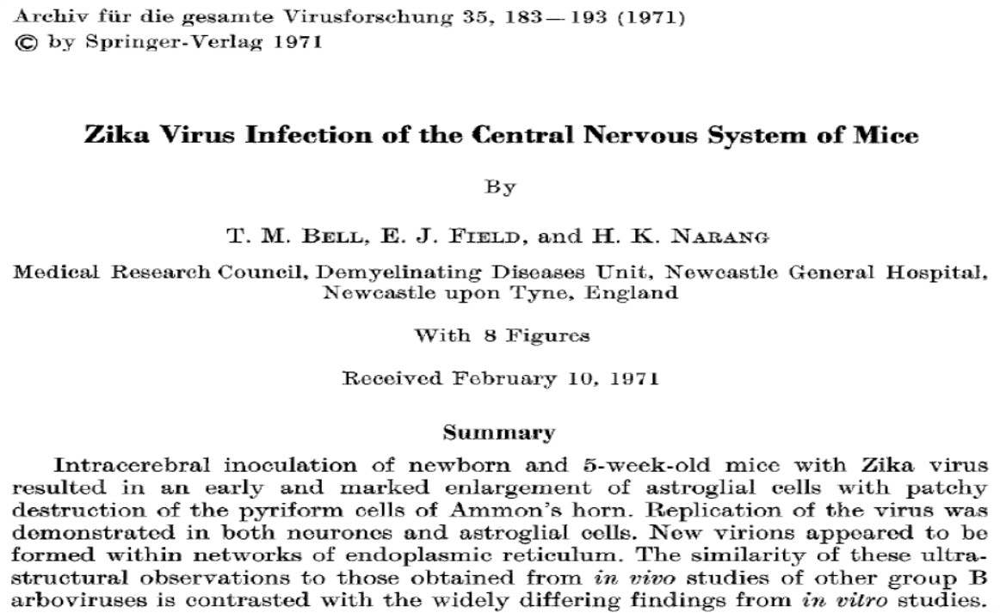 Archiv für die gesamte Virusforschung 35, 183—193 (1971)
© by Springer-Verlag 1971
Zika Virus Infection of the Central Nervous System of Mice
By
T. M. BELL, E. J. FIELD, and H. K. NARANG
Medical Research Council, Demyelinating Diseases Unit, Newcastle General Hospital,
Newcastle upon Tyne, England
With 8 Figures
Received February 10, 1971
Summary
Intracerebral inoculation of newborn and 5-week-old mice with Zika virus
resulted in an early and marked enlargement of astroglial cells with patchy
destruction of the pyriform cells of Ammon's horn. Replication of the virus was
demonstrated in both neurones and astroglial cells. New virions appeared to be
formed within networks of endoplasmic reticulum. The similarity of these ultra-
structural observations to those obtained from in vivo studies of other group B
arboviruses is contrasted with the widely differing findings from in vitro studies.